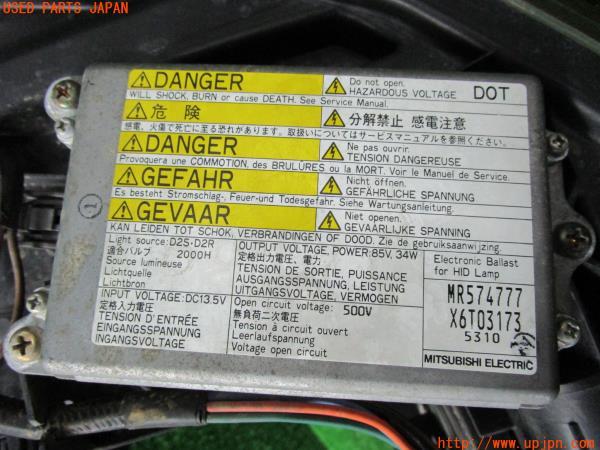 USED PARTS JAPAN
DANGER
Do not open.
HAZARDOUS VOLTAGE
DOT
WILL SHOCK, BURN or cause DEATH. See Service Manual.
危険
分解禁止 感電注意
感電、火傷で死亡に至る恐れがあります。取扱いについてはサービスマニュアルを参照ください。
DANGER
Ne pas ouvrir.
TENSION DANGEREUSE
Provoquera une COMMOTION, des BRULURES ou la MORT. Voir le Manuel de Service.
GEFAHR
Nicht öffnen.
GEFÄHRLICHE SPANNUNG
Es besteht Stromschlag-, Feuer-und Todesgefahr. Siehe Wartungsanleitung.
GEVAAR
Niet openen.
GEVAARLIJKE SPANNING
KAN LEIDEN TOT SCHOK, VERBRANDINGEN OF DOOD. Zie de gebruiksaanwijzing.
Light source: D2S・D2R
適合バルブ 2000H
Source lumineuse
Lichtquelle
Lichtbron
OUTPUT VOLTAGE, POWER: 85V, 34W
定格出力電圧、電力
TENSION DE SORTIE, PUISSANCE
AUSGANGSSPANNUNG, LEISTUNG
UITGANGSVOLTAGE, VERMOGEN
Electronic Ballast
for HID Lamp
INPUT VOLTAGE: DC13.5V
定格入力電圧
TENSION D'ENTRÉE
EINGANGSSPANNUNG
INGANGSVOLTAGE
Open circuit voltage: 500V
無負荷二次電圧
Tension à circuit ouvert
Leerlaufspannung
Voltage open circuit
MR574777
X6T03173
5310
MITSUBISHI ELECTRIC
1
http://www.upjpn.com/